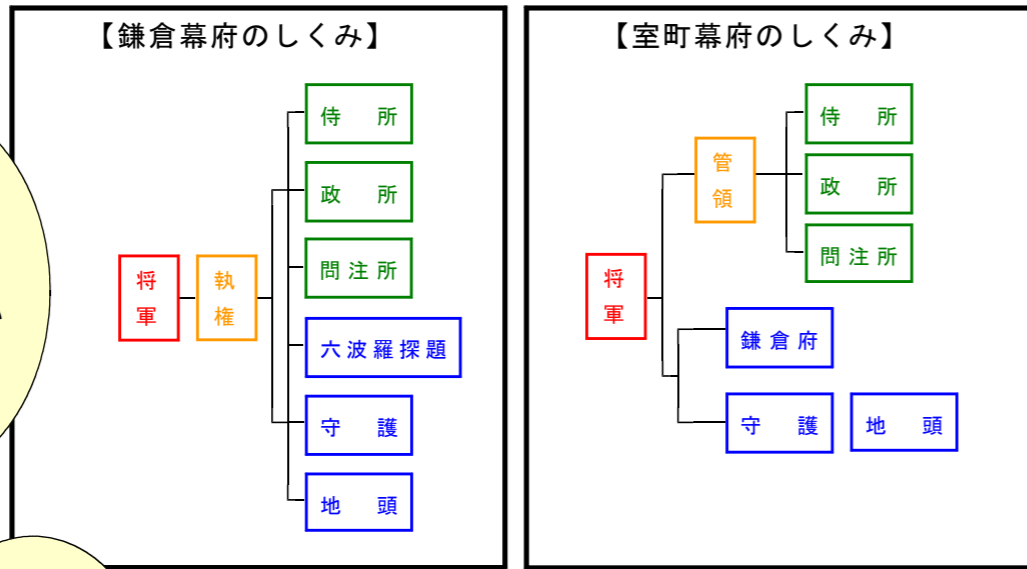 【鎌倉幕府のしくみ】
将軍
執権
侍所
政所
問注所
六波羅探題
守護
地頭
【室町幕府のしくみ】
将軍
管領
侍所
政所
問注所
鎌倉府
守護
地頭